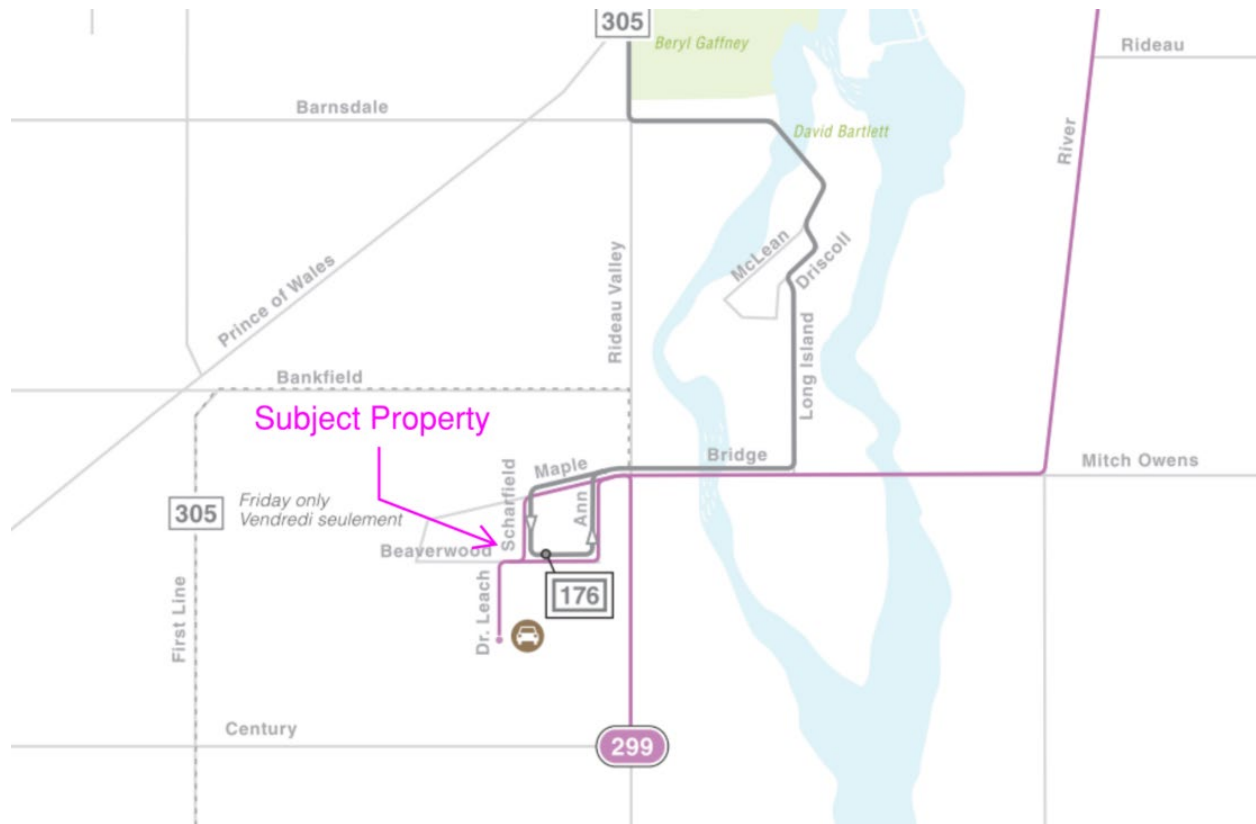 305
Beryl Gaffney
Rideau
Barnsdale
David Bartlett
River
McLean
Driscoll
Prince of Wales
Rideau Valley
Long Island
Bankfield
Subject Property
Maple
Bridge
Mitch Owens
Scharfield
Ann
305
Friday only
Vendredi seulement
Beaverwood
176
Dr. Leach
First Line
Century
299